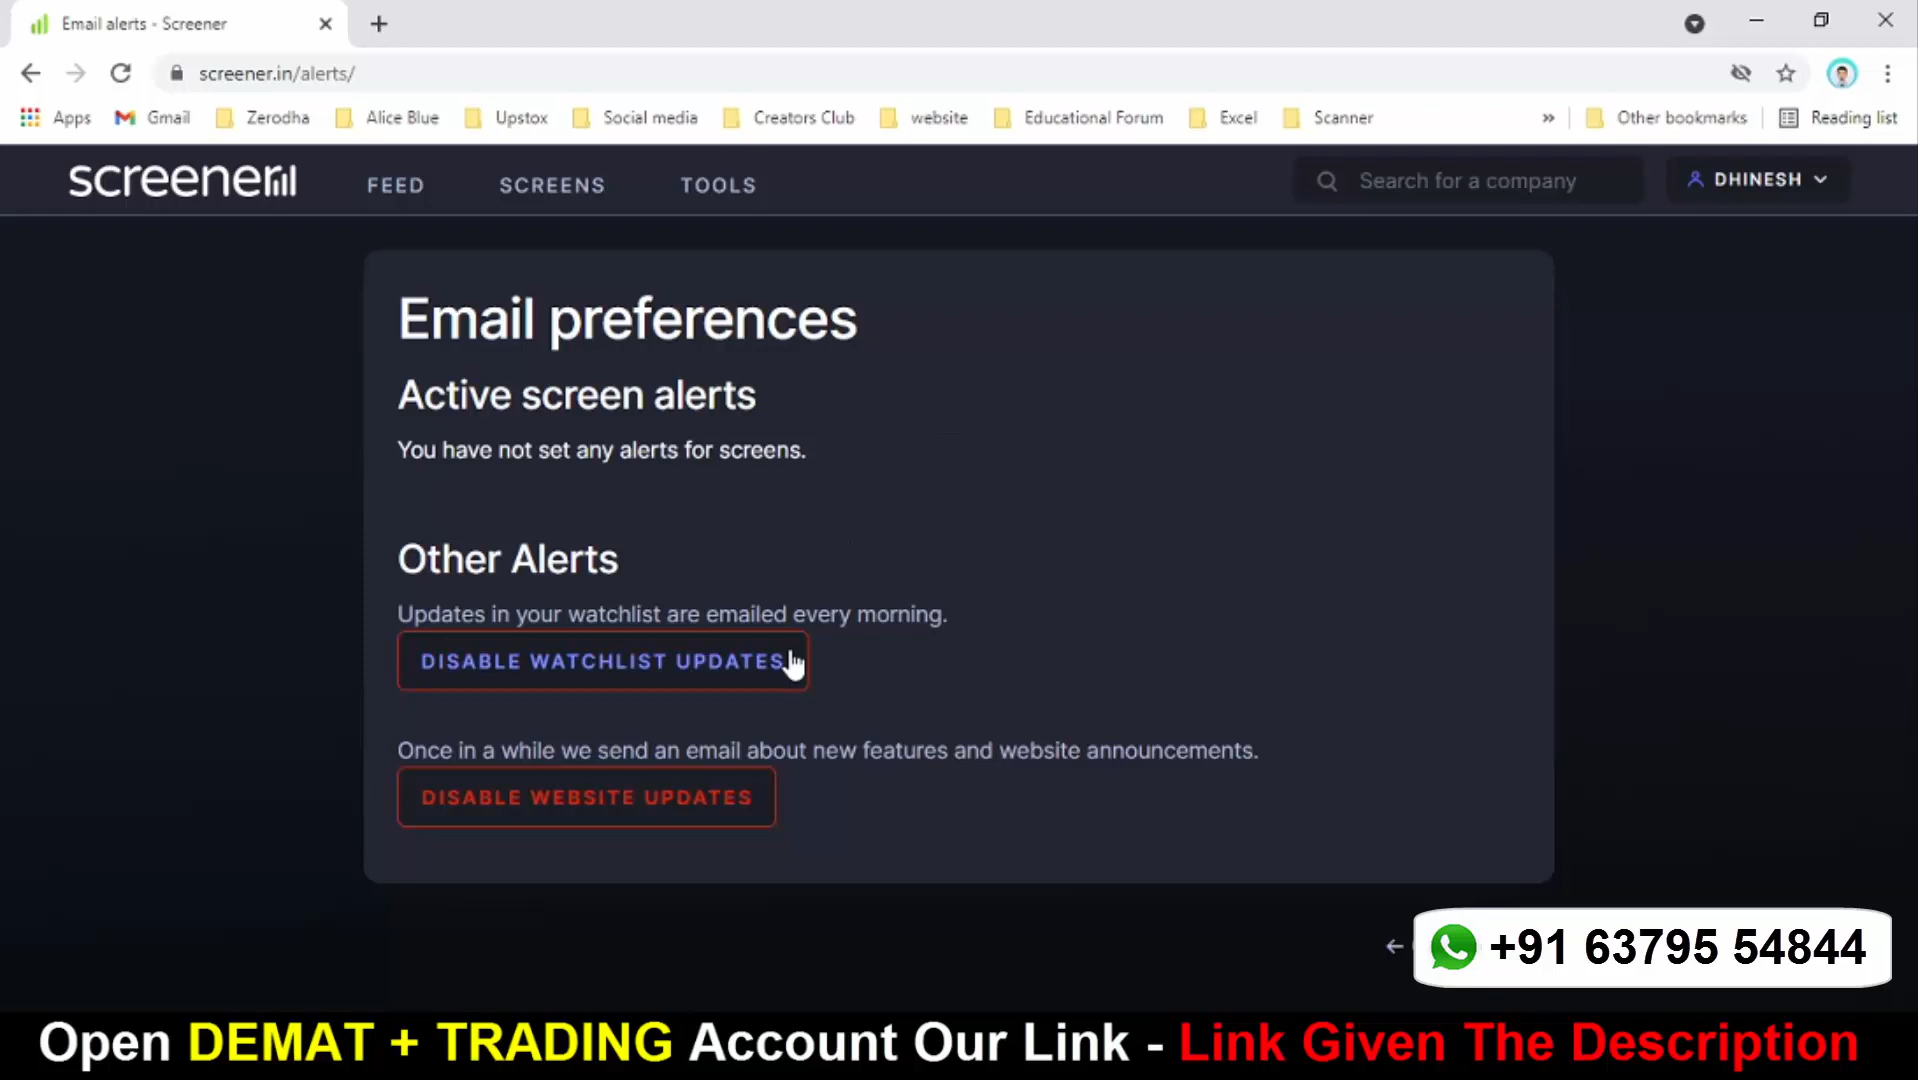 Email alerts - Screener
screener.in/alerts/
Apps Gmail Zerodha Alice Blue Upstox Social media Creators Club website Educational Forum Excel Scanner » Other bookmarks Reading list
screener FEED SCREENS TOOLS Search for a company DHINESH
Email preferences
Active screen alerts
You have not set any alerts for screens.
Other Alerts
Updates in your watchlist are emailed every morning.
DISABLE WATCHLIST UPDATES
Once in a while we send an email about new features and website announcements.
DISABLE WEBSITE UPDATES
+91 63795 54844
Open DEMAT + TRADING Account Our Link - Link Given The Description